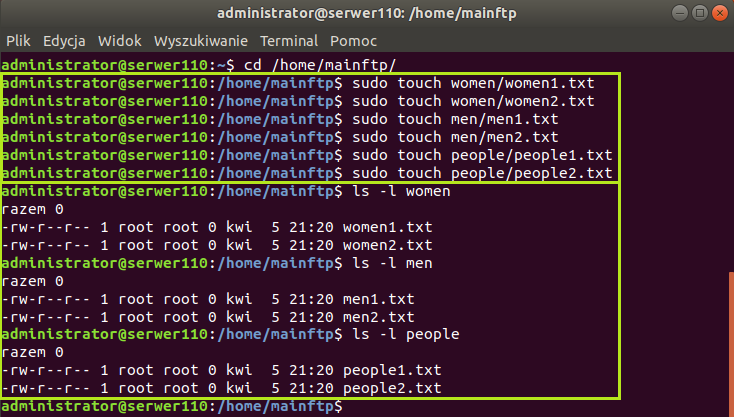 administrator@serwer110: /home/mainftp
Plik Edycja Widok Wyszukiwanie Terminal Pomoc
administrator@serwer110:~$ cd /home/mainftp/
administrator@serwer110:/home/mainftp$ sudo touch women/women1.txt
administrator@serwer110:/home/mainftp$ sudo touch women/women2.txt
administrator@serwer110:/home/mainftp$ sudo touch men/men1.txt
administrator@serwer110:/home/mainftp$ sudo touch men/men2.txt
administrator@serwer110:/home/mainftp$ sudo touch people/people1.txt
administrator@serwer110:/home/mainftp$ sudo touch people/people2.txt
administrator@serwer110:/home/mainftp$ ls -l women
razem 0
-rw-r--r-- 1 root root 0 kwi  5 21:20 women1.txt
-rw-r--r-- 1 root root 0 kwi  5 21:20 women2.txt
administrator@serwer110:/home/mainftp$ ls -l men
razem 0
-rw-r--r-- 1 root root 0 kwi  5 21:20 men1.txt
-rw-r--r-- 1 root root 0 kwi  5 21:20 men2.txt
administrator@serwer110:/home/mainftp$ ls -l people
razem 0
-rw-r--r-- 1 root root 0 kwi  5 21:20 people1.txt
-rw-r--r-- 1 root root 0 kwi  5 21:20 people2.txt
administrator@serwer110:/home/mainftp$